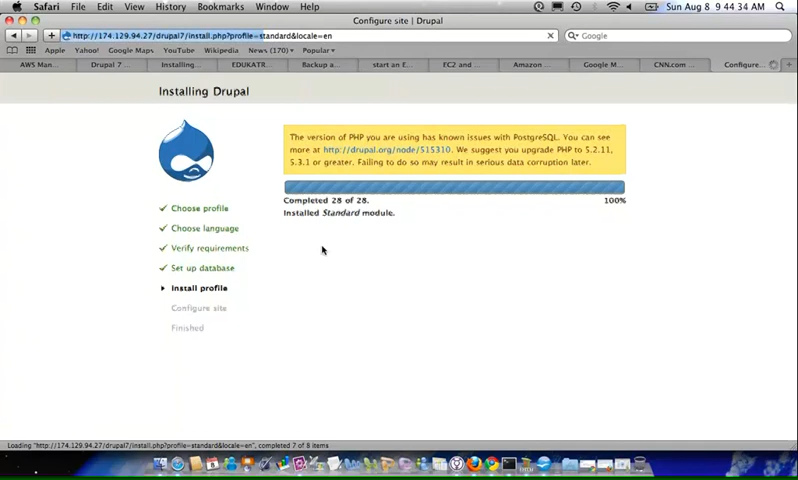 Safari File Edit View History Bookmarks Window Help Sun Aug 8 9 44 34 AM
Configure site | Drupal
http://174.129.94.27/drupal7/install.php?profile=standard&locale=en Google
Apple Yahoo! Google Maps YouTube Wikipedia News (170) Popular
AWS Man... Drupal 7 ... Installing... EDUKATR... Backup a... start an E... EC2 and ... Amazon ... Google M... CNN.com ... Configure...
Installing Drupal
The version of PHP you are using has known issues with PostgreSQL. You can see
more at http://drupal.org/node/515310. We suggest you upgrade PHP to 5.2.11,
5.3.1 or greater. Failing to do so may result in serious data corruption later.
Completed 28 of 28. 100%
Installed Standard module.
Choose profile
Choose language
Verify requirements
Set up database
Install profile
Configure site
Finished
Loading "http://174.129.94.27/drupal7/install.php?profile=standard&locale=en", completed 7 of 8 items